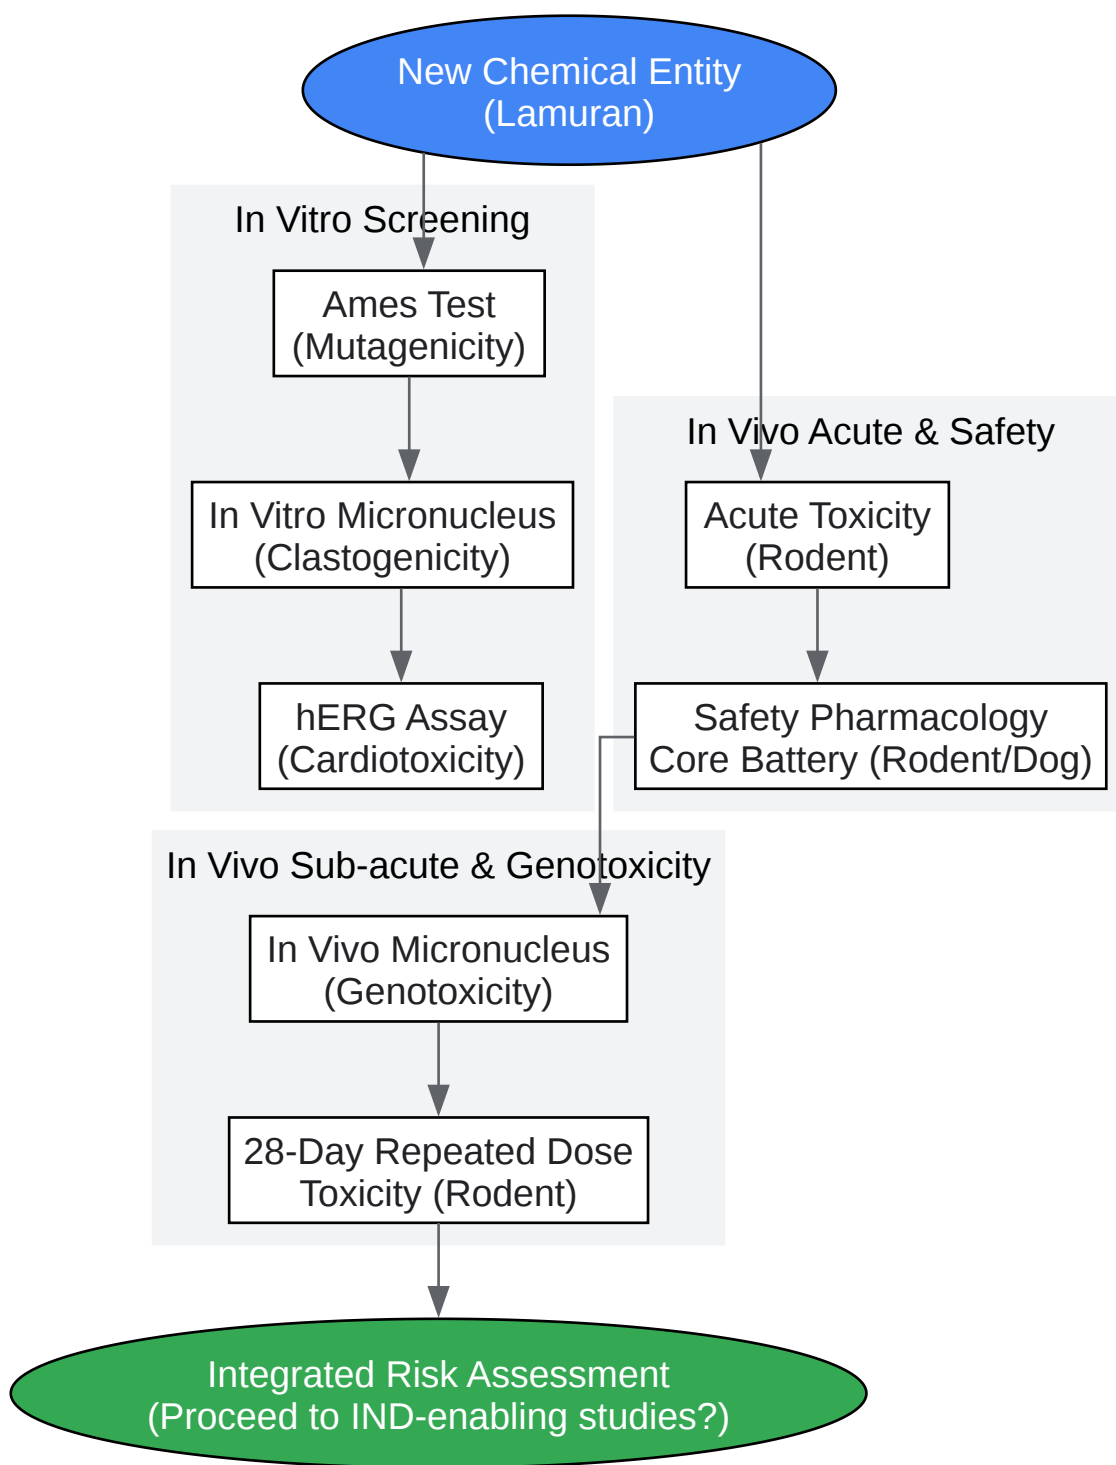 New Chemical Entity
(Lamuran)
In Vitro Screening
Ames Test
(Mutagenicity)
In Vitro Micronucleus
(Clastogenicity)
hERG Assay
(Cardiotoxicity)
In Vivo Acute & Safety
Acute Toxicity
(Rodent)
Safety Pharmacology
Core Battery (Rodent/Dog)
In Vivo Sub-acute & Genotoxicity
In Vivo Micronucleus
(Genotoxicity)
28-Day Repeated Dose
Toxicity (Rodent)
Integrated Risk Assessment
(Proceed to IND-enabling studies?)